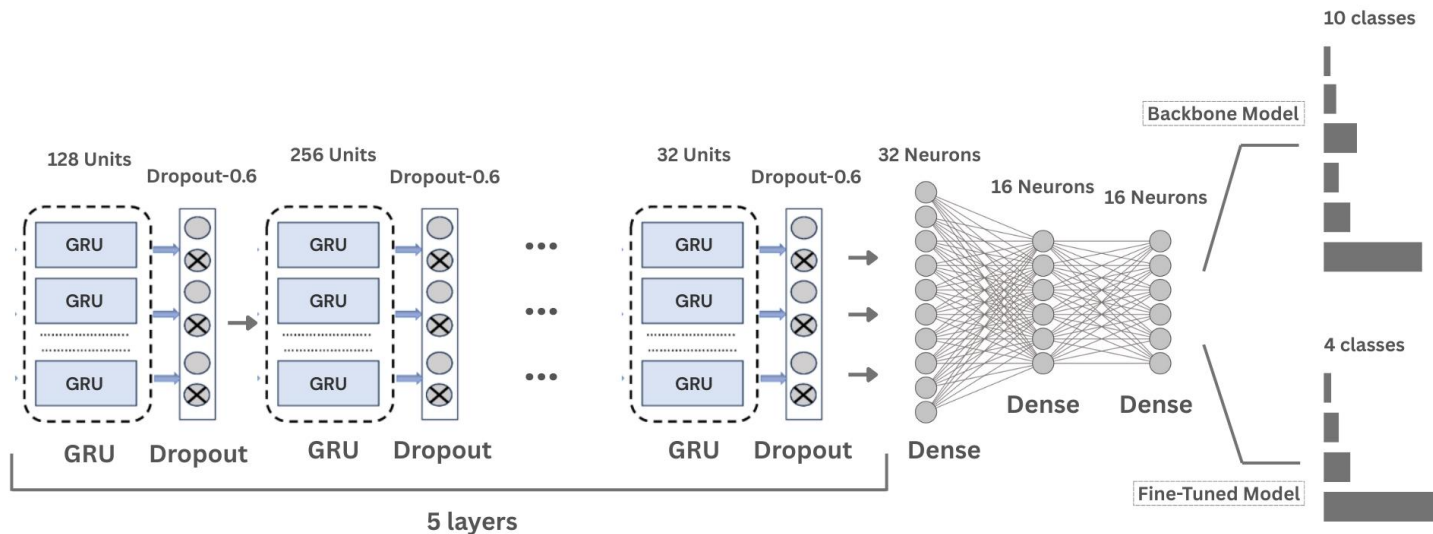 10 classes
Backbone Model
128 Units
Dropout-0.6
256 Units
Dropout-0.6
32 Units
Dropout-0.6
32 Neurons
16 Neurons
16 Neurons
GRU
GRU
GRU
GRU
GRU
GRU
GRU
GRU
GRU
4 classes
GRU
Dropout
GRU
Dropout
GRU
Dropout
Dense
Dense
Dense
Fine-Tuned Model
5 layers